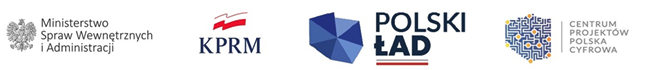 Ministerstwo
Spraw Wewnętrznych
i Administracji
KPRM
POLSKI
ŁAD
CENTRUM
PROJEKTÓW
POLSKA
CYFROWA